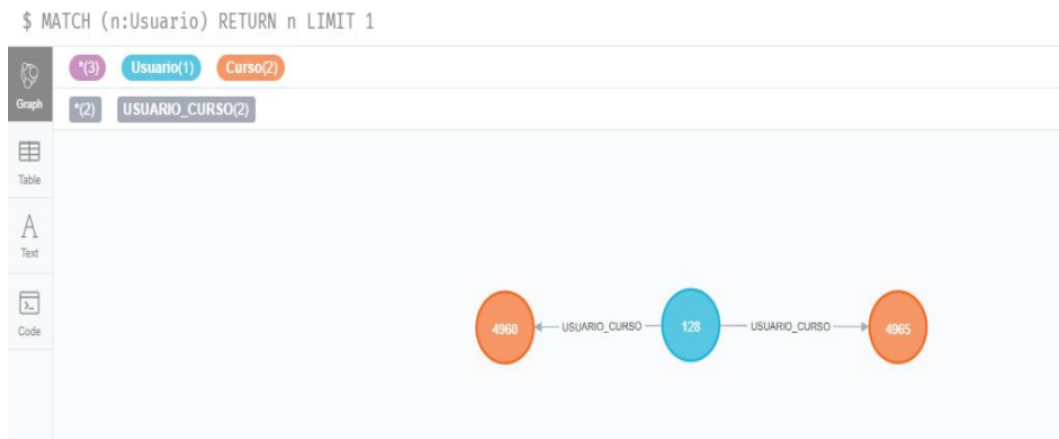 $ MATCH (n:Usuario) RETURN n LIMIT 1
*(3) Usuario(1) Curso(2)
Graph
*(2) USUARIO_CURSO(2)
Table
A
Text
Code
4960 USUARIO_CURSO 128 USUARIO_CURSO 4965